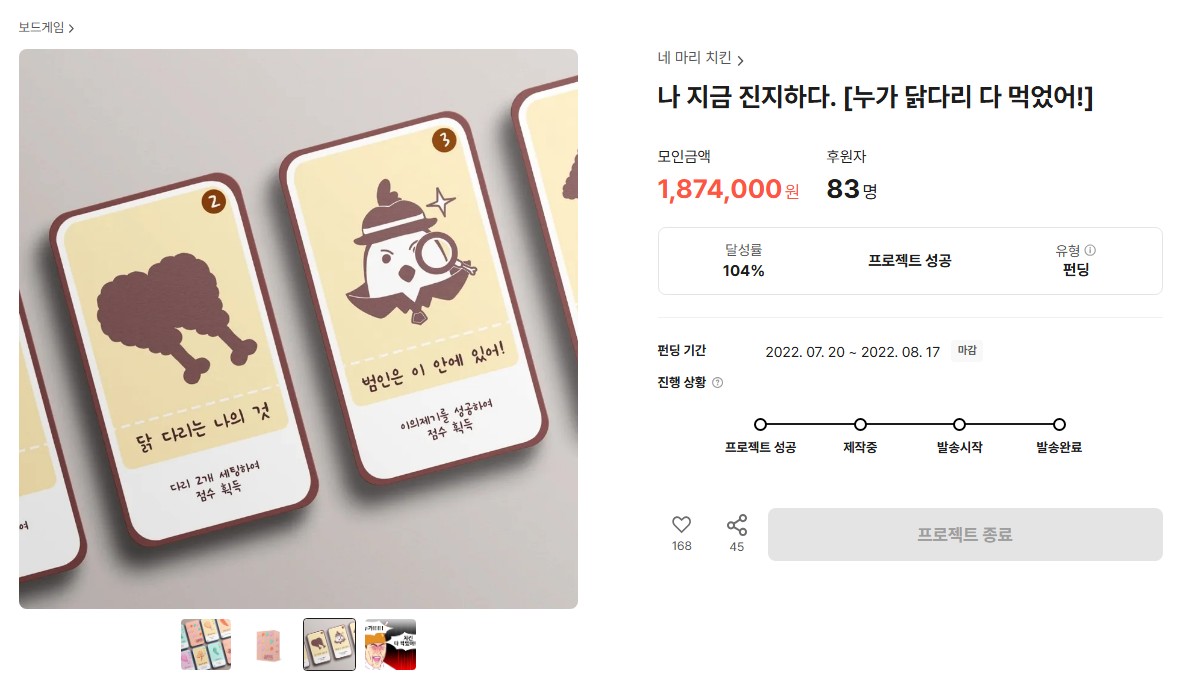 보드게임
네 마리 치킨
나 지금 진지하다. [누가 닭다리 다 먹었어!]
모인금액
후원자
1,874,000원
83명
달성률
104%
프로젝트 성공
유형
펀딩
펀딩 기간
2022. 07. 20 ~ 2022. 08. 17
마감
진행 상황
프로젝트 성공
제작중
발송시작
발송완료
168
45
프로젝트 종료
2
닭 다리는 나의 것
다리 2개 세팅하여
점수 획득
3
범인은 이 안에 있어!
이의제기를 성공하여
점수 획득
여